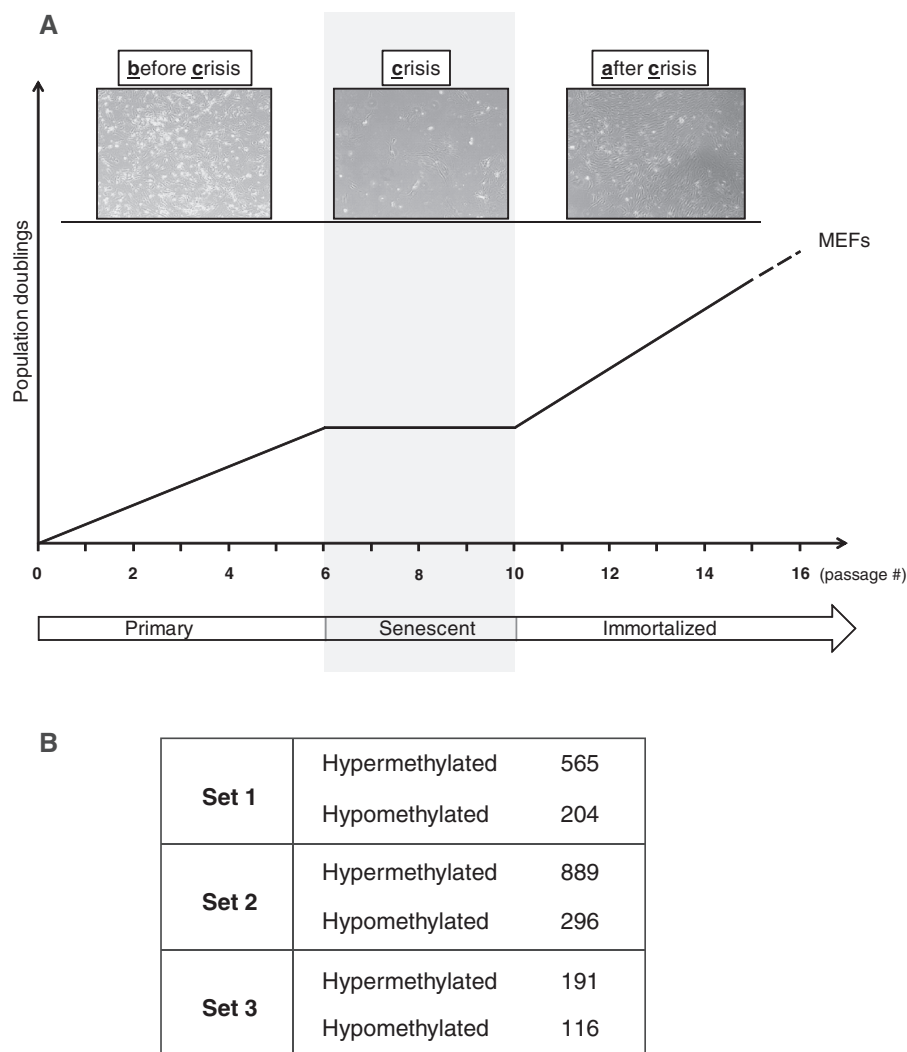 A
before crisis
crisis
after crisis
Population doublings
MEFs
0 2 4 6 8 10 12 14 16 (passage #)
Primary Senescent Immortalized
B
Set 1
Hypermethylated 565
Hypomethylated 204
Set 2
Hypermethylated 889
Hypomethylated 296
Set 3
Hypermethylated 191
Hypomethylated 116